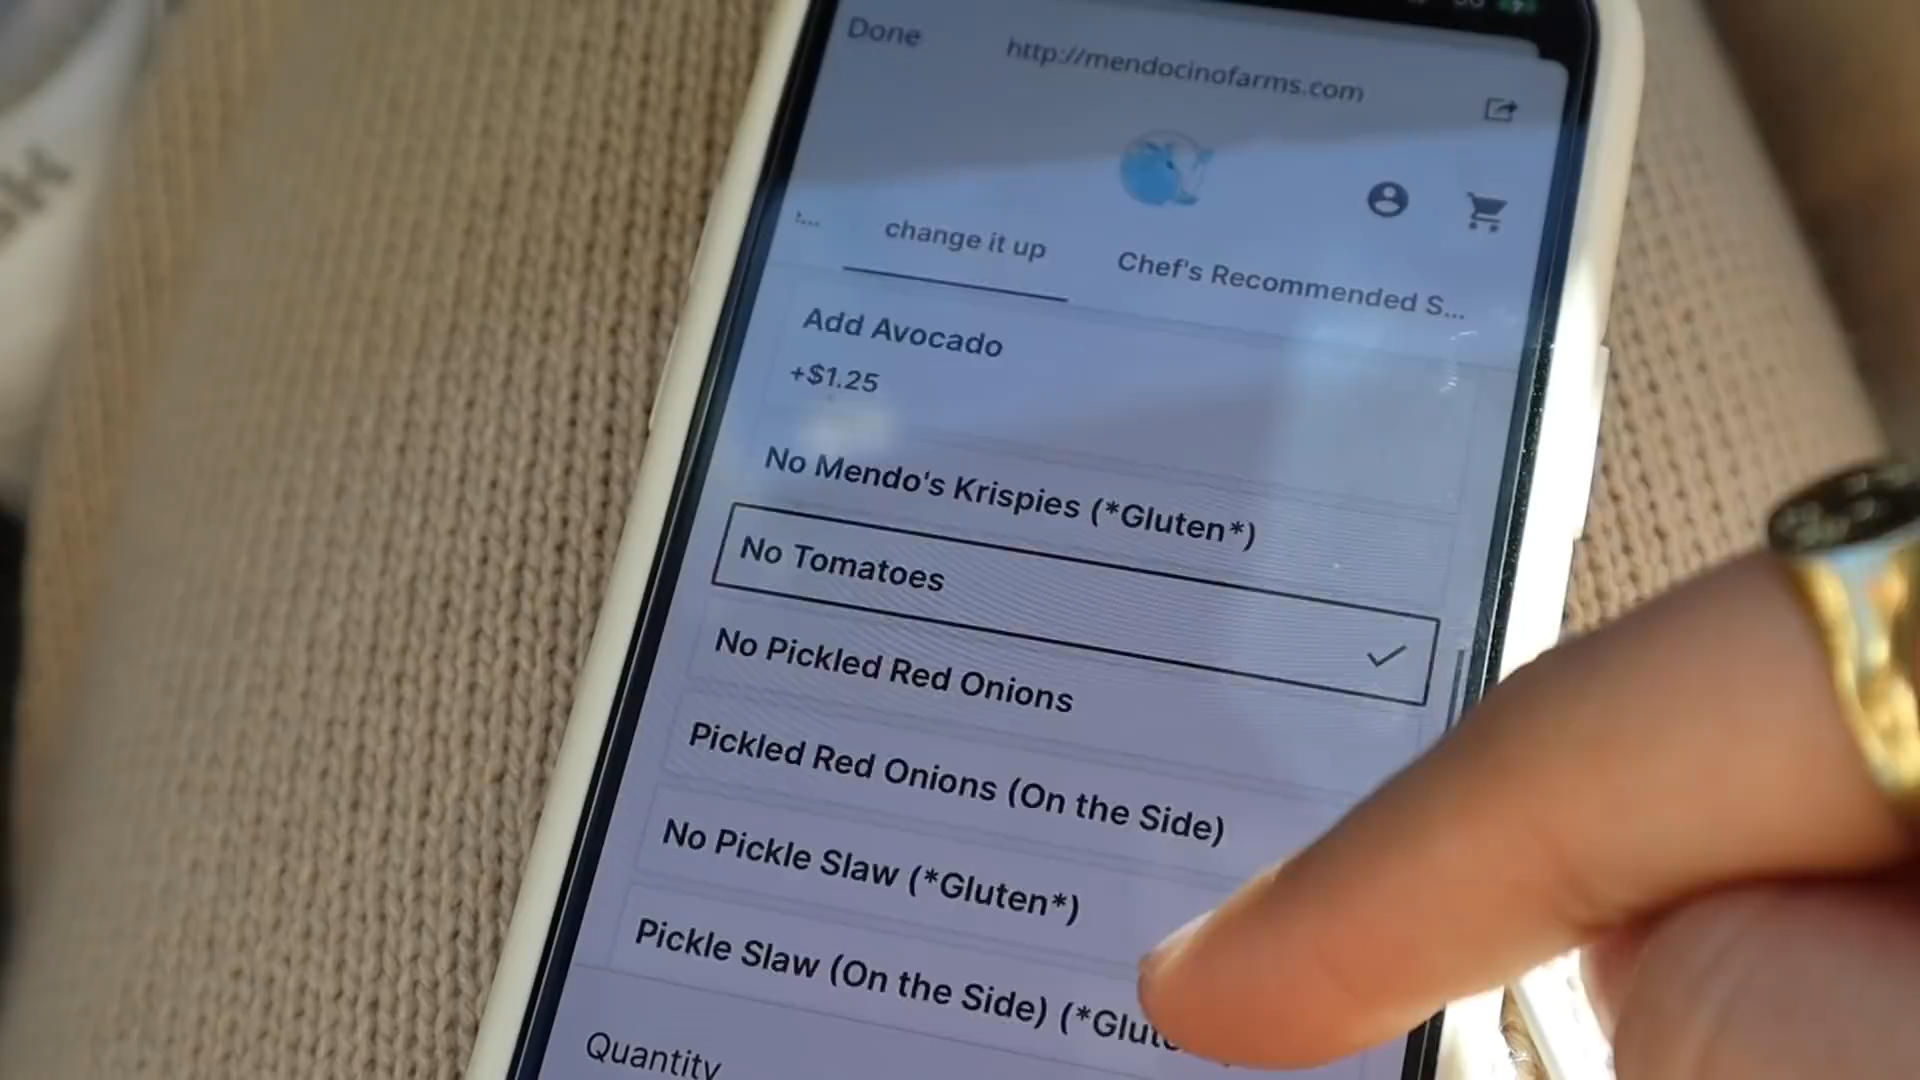 Done
http://mendocinofarms.com
change it up
Chef's Recommended S...
Add Avocado
+$1.25
No Mendo's Krispies (*Gluten*)
No Tomatoes
No Pickled Red Onions
Pickled Red Onions (On the Side)
No Pickle Slaw (*Gluten*)
Pickle Slaw (On the Side) (*Glute
Quantity